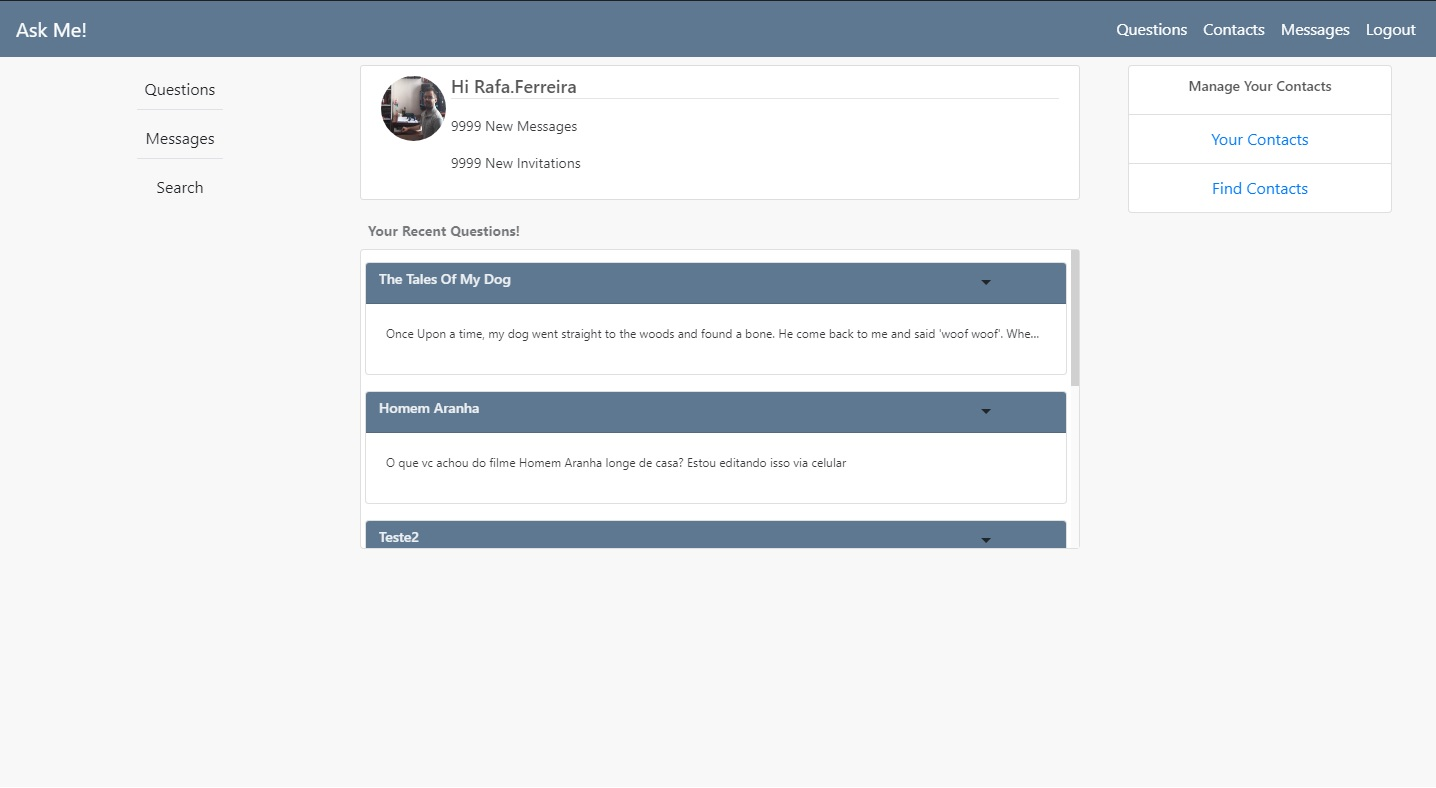 Ask Me!
Questions Contacts Messages Logout
Questions
Messages
Search
Hi Rafa.Ferreira
9999 New Messages
9999 New Invitations
Manage Your Contacts
Your Contacts
Find Contacts
Your Recent Questions!
The Tales Of My Dog
Once Upon a time, my dog went straight to the woods and found a bone. He come back to me and said 'woof woof'. Whe...
Homem Aranha
O que vc achou do filme Homem Aranha longe de casa? Estou editando isso via celular
Teste2